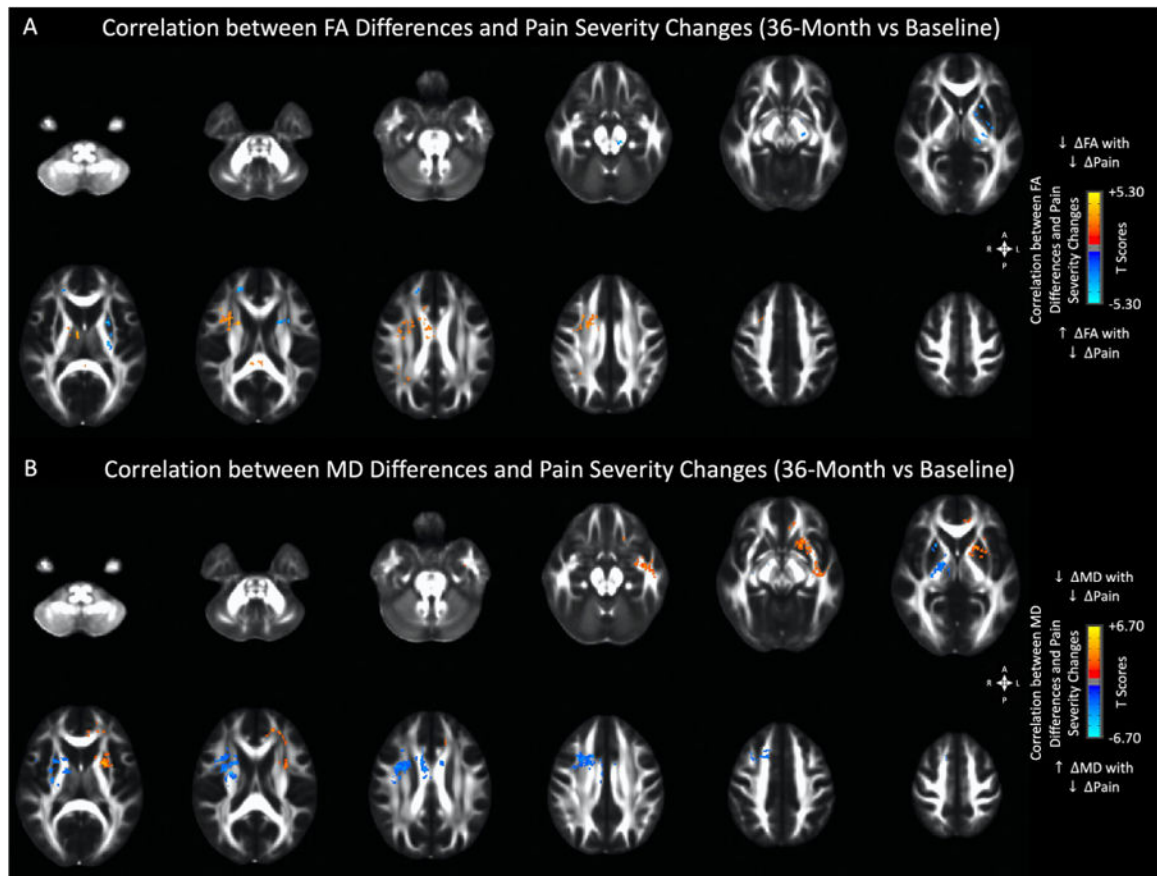 A
Correlation between FA Differences and Pain Severity Changes (36-Month vs Baseline)
↓ ΔFA with
↓ ΔPain
Correlation between FA
Differences and Pain
Severity Changes
+5.30
T Scores
-5.30
A
R L
P
↑ ΔFA with
↓ ΔPain
B
Correlation between MD Differences and Pain Severity Changes (36-Month vs Baseline)
↓ ΔMD with
↓ ΔPain
Correlation between MD
Differences and Pain
Severity Changes
+6.70
T Scores
-6.70
A
R L
P
↑ ΔMD with
↓ ΔPain